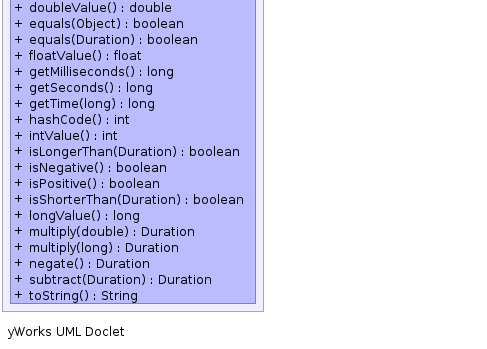 + doubleValue() : double
+ equals(Object) : boolean
+ equals(Duration) : boolean
+ floatValue() : float
+ getMilliseconds() : long
+ getSeconds() : long
+ getTime(long) : long
+ hashCode() : int
+ intValue() : int
+ isLongerThan(Duration) : boolean
+ isNegative() : boolean
+ isPositive() : boolean
+ isShorterThan(Duration) : boolean
+ longValue() : long
+ multiply(double) : Duration
+ multiply(long) : Duration
+ negate() : Duration
+ subtract(Duration) : Duration
+ toString() : String
yWorks UML Doclet